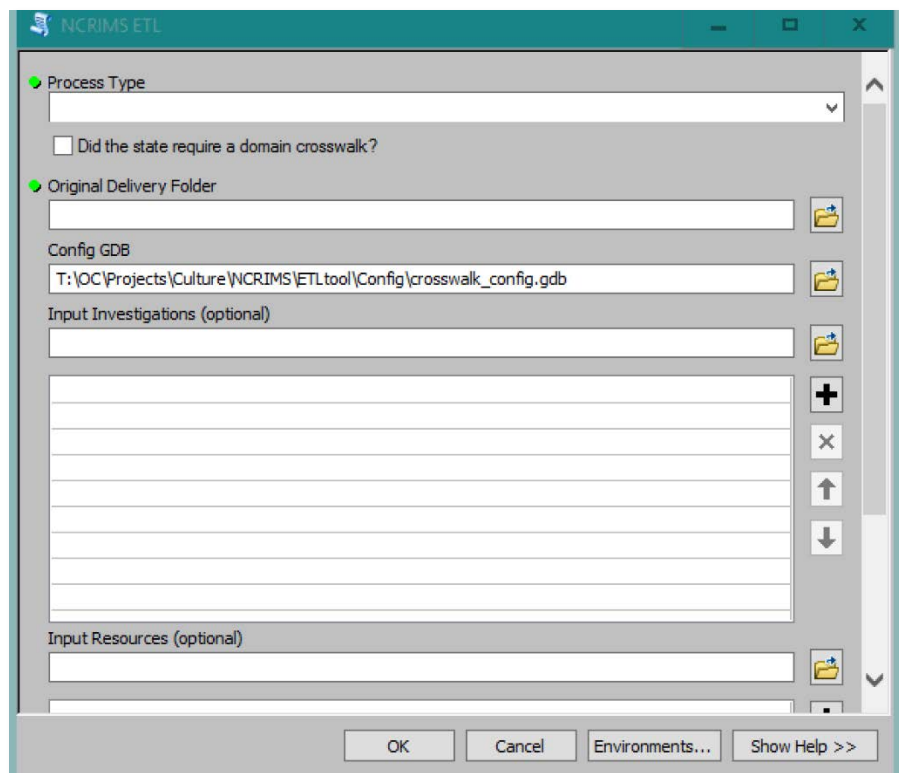 NCRIMS ETL
Process Type
Did the state require a domain crosswalk?
Original Delivery Folder
Config GDB
T:\OC\Projects\Culture\NCRIMS\ETLtool\Config\crosswalk_config.gdb
Input Investigations (optional)
Input Resources (optional)
OK Cancel Environments... Show Help >>